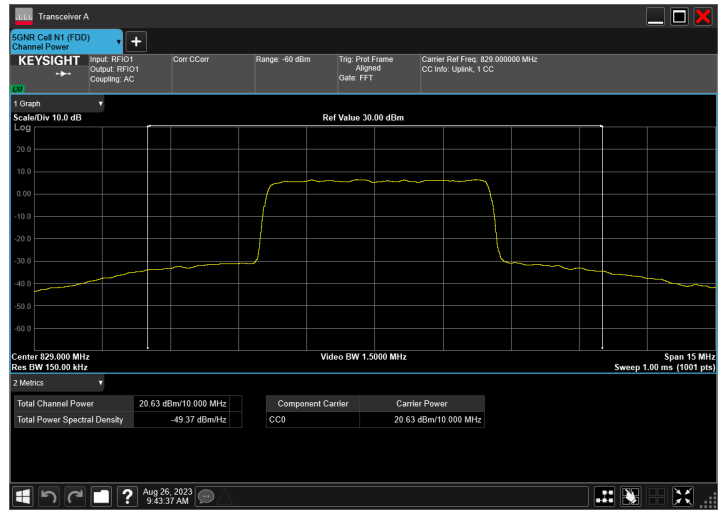 Transceiver A
5GNR Cell N1 (FDD)
Channel Power
KEYSIGHT
Input: RFIO1
Output: RFIO1
Coupling: AC
Corr CCorr
Range: -60 dBm
Trig: Prot Frame
Aligned
Gate: FFT
Carrier Ref Freq: 829.000000 MHz
CC Info: Uplink, 1 CC
LXI
1 Graph
Scale/Div 10.0 dB
Ref Value 30.00 dBm
Log
20.0
10.0
0.00
-10.0
-20.0
-30.0
-40.0
-50.0
-60.0
Center 829.000 MHz
Video BW 1.5000 MHz
Span 15 MHz
Res BW 150.00 kHz
Sweep 1.00 ms (1001 pts)
2 Metrics
Total Channel Power 20.63 dBm/10.000 MHz
Total Power Spectral Density -49.37 dBm/Hz
Component Carrier Carrier Power
CC0 20.63 dBm/10.000 MHz
Aug 26, 2023
9:43:37 AM